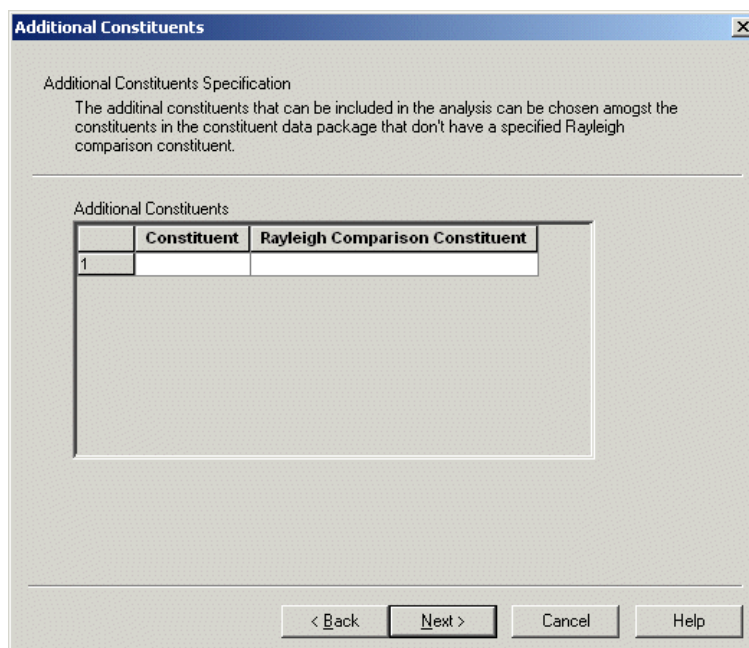 Additional Constituents
Additional Constituents Specification
The additinal constituents that can be included in the analysis can be chosen amogst the
constituents in the constituent data package that don't have a specified Rayleigh
comparison constituent.
Additional Constituents
Constituent Rayleigh Comparison Constituent
1
< Back Next > Cancel Help